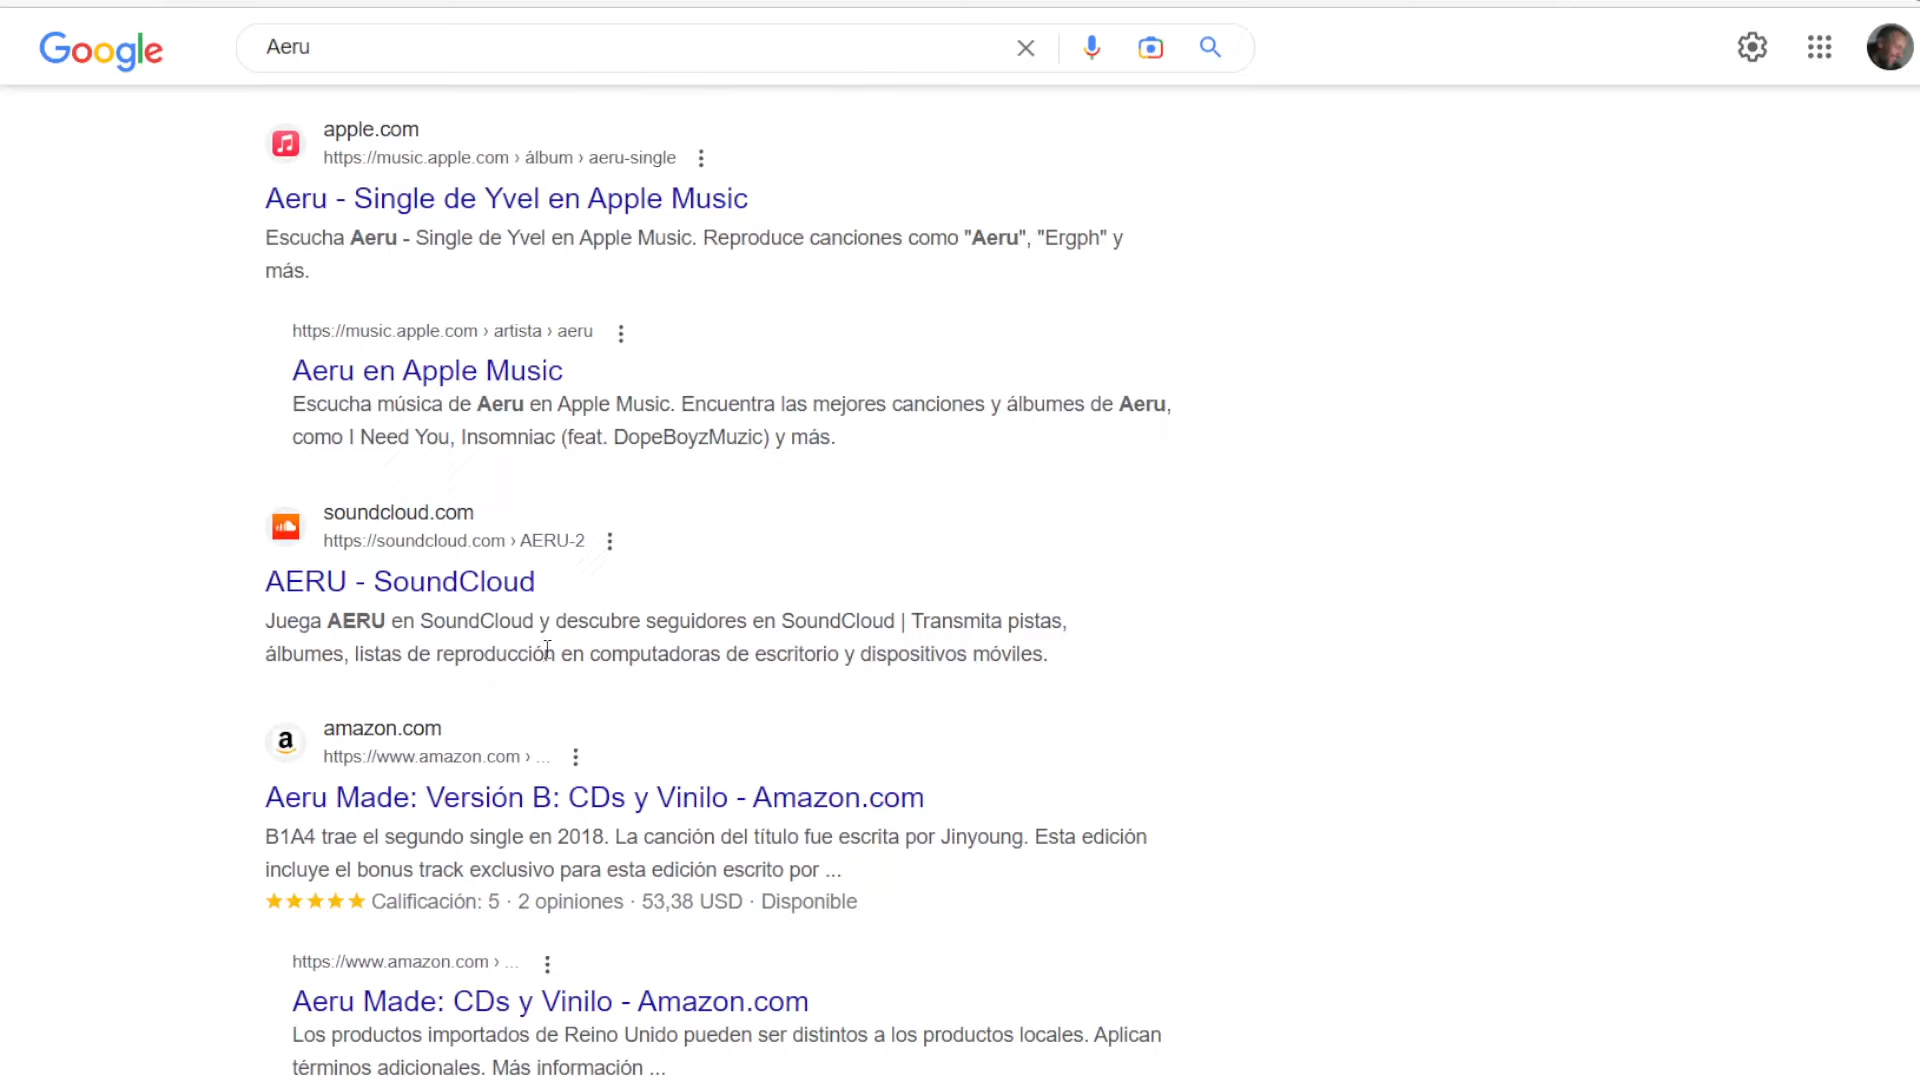 Google
Aeru
apple.com
https://music.apple.com › álbum › aeru-single
Aeru - Single de Yvel en Apple Music
Escucha Aeru - Single de Yvel en Apple Music. Reproduce canciones como "Aeru", "Ergph" y
más.
https://music.apple.com › artista › aeru
Aeru en Apple Music
Escucha música de Aeru en Apple Music. Encuentra las mejores canciones y álbumes de Aeru,
como I Need You, Insomniac (feat. DopeBoyzMuzic) y más.
soundcloud.com
https://soundcloud.com › AERU-2
AERU - SoundCloud
Juega AERU en SoundCloud y descubre seguidores en SoundCloud | Transmita pistas,
álbumes, listas de reproducción en computadoras de escritorio y dispositivos móviles.
a
amazon.com
https://www.amazon.com › ...
Aeru Made: Versión B: CDs y Vinilo - Amazon.com
B1A4 trae el segundo single en 2018. La canción del título fue escrita por Jinyoung. Esta edición
incluye el bonus track exclusivo para esta edición escrito por ...
Calificación: 5 · 2 opiniones · 53,38 USD · Disponible
https://www.amazon.com › ...
Aeru Made: CDs y Vinilo - Amazon.com
Los productos importados de Reino Unido pueden ser distintos a los productos locales. Aplican
términos adicionales. Más información ...